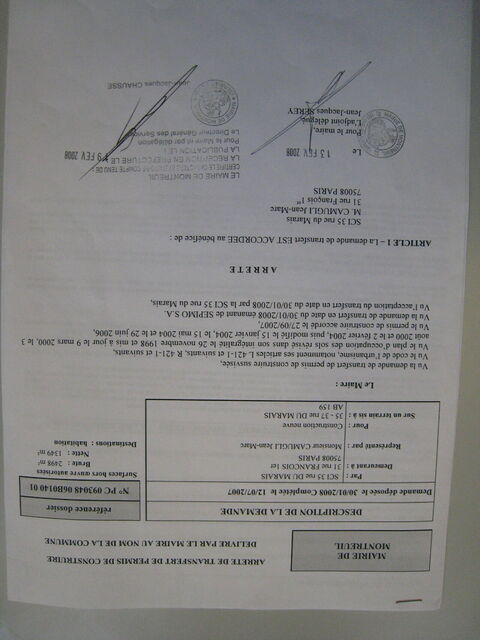 MAIRIE DE
MONTREUIL
ARRETE DE TRANSFERT DE PERMIS DE CONSTRUIRE
DELIVRE PAR LE MAIRE AU NOM DE LA COMMUNE
DESCRIPTION DE LA DEMANDE
référence dossier
Demande déposée 30/01/2008 Complétée le 12/07/2007
N° PC 093048 06B0140 01
Par : SCI 35 rue du MARAIS
Demeurant à : 31 rue FRANCOIS 1er
75008 PARIS
Représenté par : Monsieur CAMUGLI Jean-Marc
Pour : Construction neuve
Sur un terrain sis à : 35 - 37 rue DU MARAIS
AB 159
Surfaces hors œuvre autorisées
Brute : 2498 m²
Nette : 1349 m²
Destinations : habitation
Le Maire :
Vu la demande de transfert de permis de construire susvisée,
Vu le code de l'urbanisme, notamment ses articles L 421-1 et suivants, R 421-1 et suivants,
Vu le plan d'occupation des sols révisé dans son intégralité le 26 novembre 1998 et mis à jour le 9 mars 2000, le 3
août 2000 et le 2 février 2004, puis modifié le 15 janvier 2004, le 15 mai 2004 et le 29 juin 2006,
Vu le permis de construire accordé le 27/09/2007,
Vu la demande de transfert en date du 30/01/2008 émanant de SEPIMO S.A.
Vu l'acceptation du transfert en date du 30/01/2008 par la SCI 35 rue du Marais,
A R R E T E
ARTICLE 1 – La demande de transfert EST ACCORDEE au bénéfice de :
SCI 35 rue du Marais
M. CAMUGLI Jean-Marc
31 rue François 1er
75008 PARIS
Le 13 FEV. 2008
Pour le maire,
L'adjoint délégué,
Jean-Jacques SEREY
LE MAIRE DE MONTREUIL
CERTIFIE LE COMPTE TENU DE
LA RECEPTION EN PREFECTURE LE
LA PUBLICATION LE
FEV. 2008
Pour le Maire et par délégation
Le Directeur Général des Services
Jean-Jacques CHAUSSE